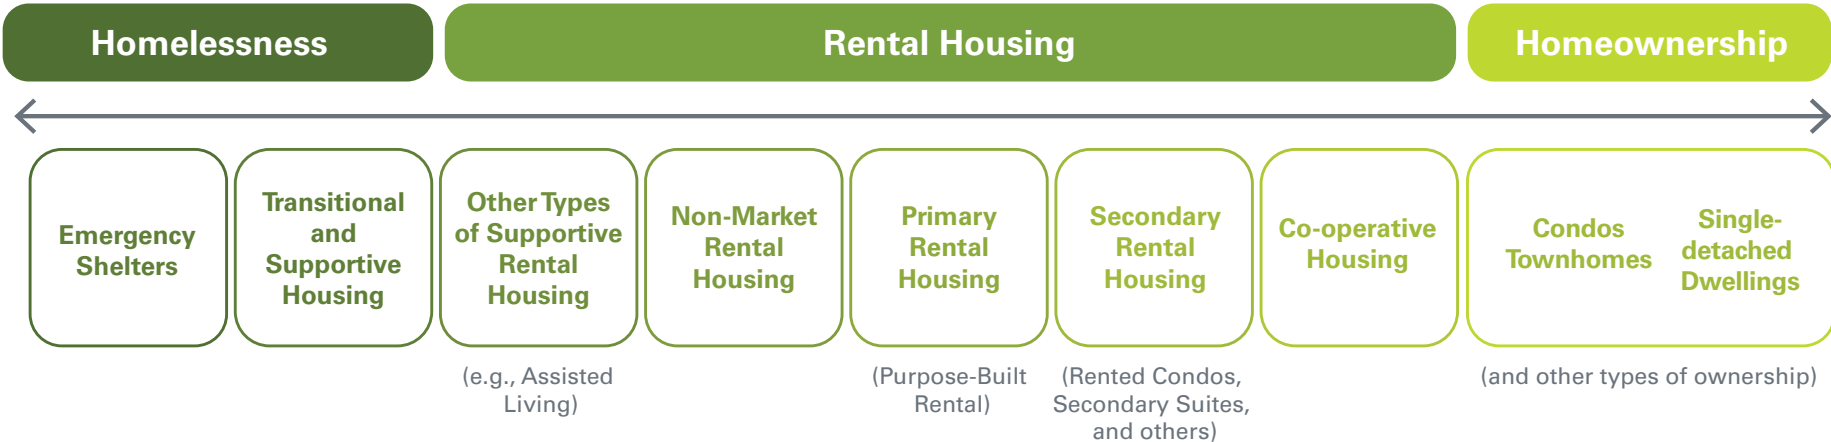 Homelessness
Rental Housing
Homeownership
Emergency
Shelters
Transitional
and
Supportive
Housing
Other Types
of Supportive
Rental
Housing
Non-Market
Rental
Housing
Primary
Rental
Housing
Secondary
Rental
Housing
Co-operative
Housing
Condos
Townhomes
Single-
detached
Dwellings
(e.g., Assisted
Living)
(Purpose-Built
Rental)
(Rented Condos,
Secondary Suites,
and others)
(and other types of ownership)